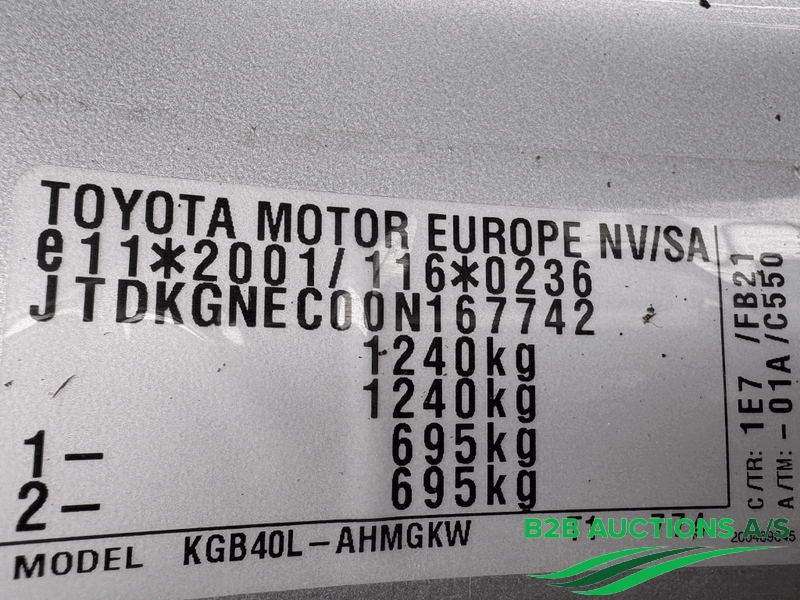 TOYOTA MOTOR EUROPE NV/SA
e11*2001/116*0236
JTDKGNEC00N167742
1240kg
1240kg
1- 695kg
2- 695kg
MODEL KGB40L-AHMGKW
C/TR: 1E7 /FB21
A/TM: -01A /C550
B2B AUCTIONS A/S